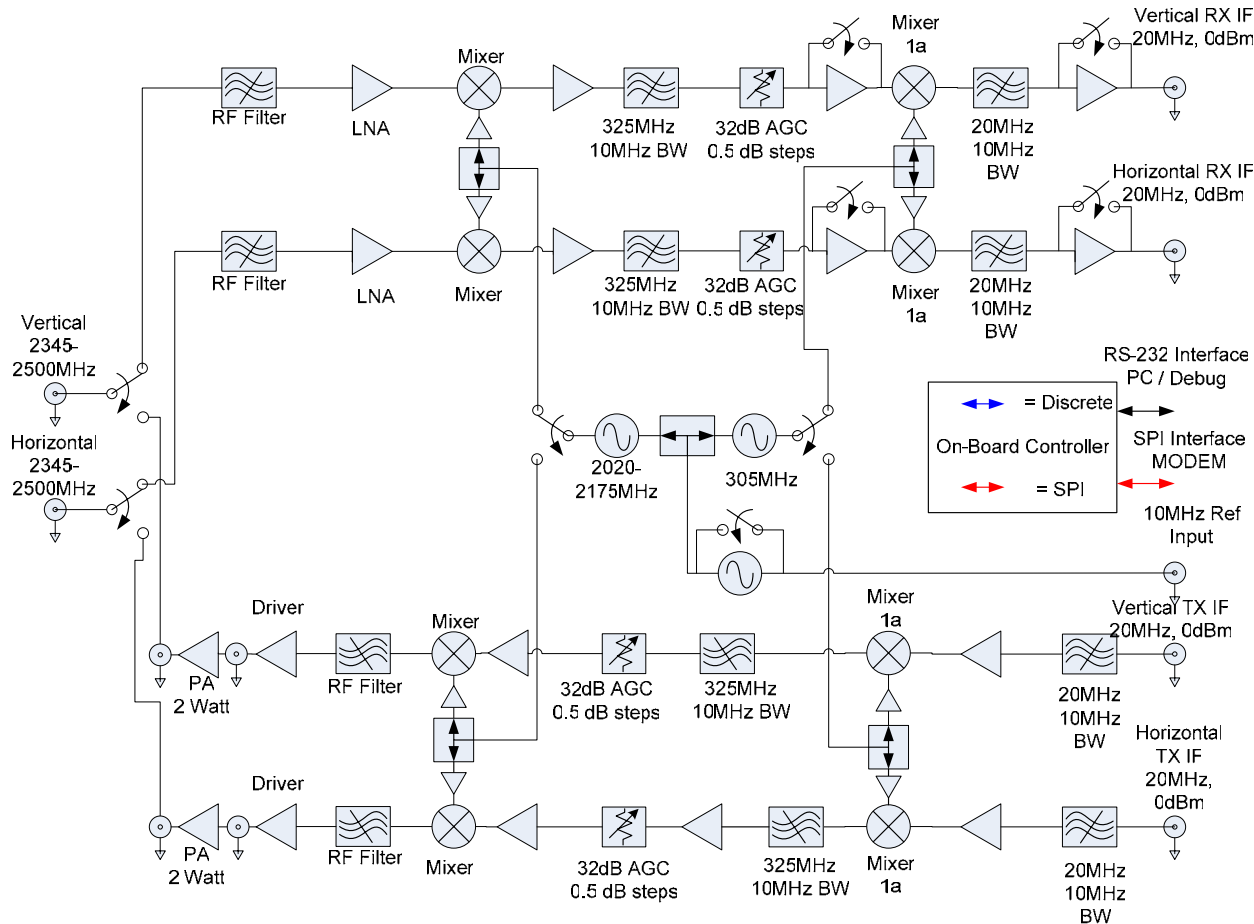 Mixer
Mixer
1a
Vertical RX IF
20MHz, 0dBm
RF Filter
LNA
325MHz
10MHz BW
32dB AGC
0.5 dB steps
20MHz
10MHz
BW
Horizontal RX IF
20MHz, 0dBm
RF Filter
LNA
Mixer
325MHz
10MHz BW
32dB AGC
0.5 dB steps
Mixer
1a
20MHz
10MHz
BW
Vertical
2345-
2500MHz
Horizontal
2345-
2500MHz
2020-
2175MHz
305MHz
= Discrete
On-Board Controller
= SPI
RS-232 Interface
PC / Debug
SPI Interface
MODEM
10MHz Ref
Input
Driver
PA
2 Watt
RF Filter
Mixer
32dB AGC
0.5 dB steps
325MHz
10MHz BW
Mixer
1a
20MHz
10MHz
BW
Vertical TX IF
20MHz, 0dBm
Driver
PA
2 Watt
RF Filter
Mixer
32dB AGC
0.5 dB steps
325MHz
10MHz BW
Mixer
1a
20MHz
10MHz
BW
Horizontal
TX IF
20MHz,
0dBm